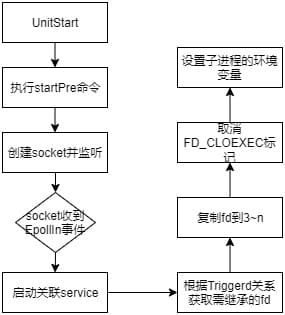 UnitStart
执行startPre命令
创建socket并监听
socket收到
EpollIn事件
启动关联service
根据Triggerd关系
获取需继承的fd
复制fd到3~n
取消
FD_CLOEXEC标
记
设置子进程的环境
变量